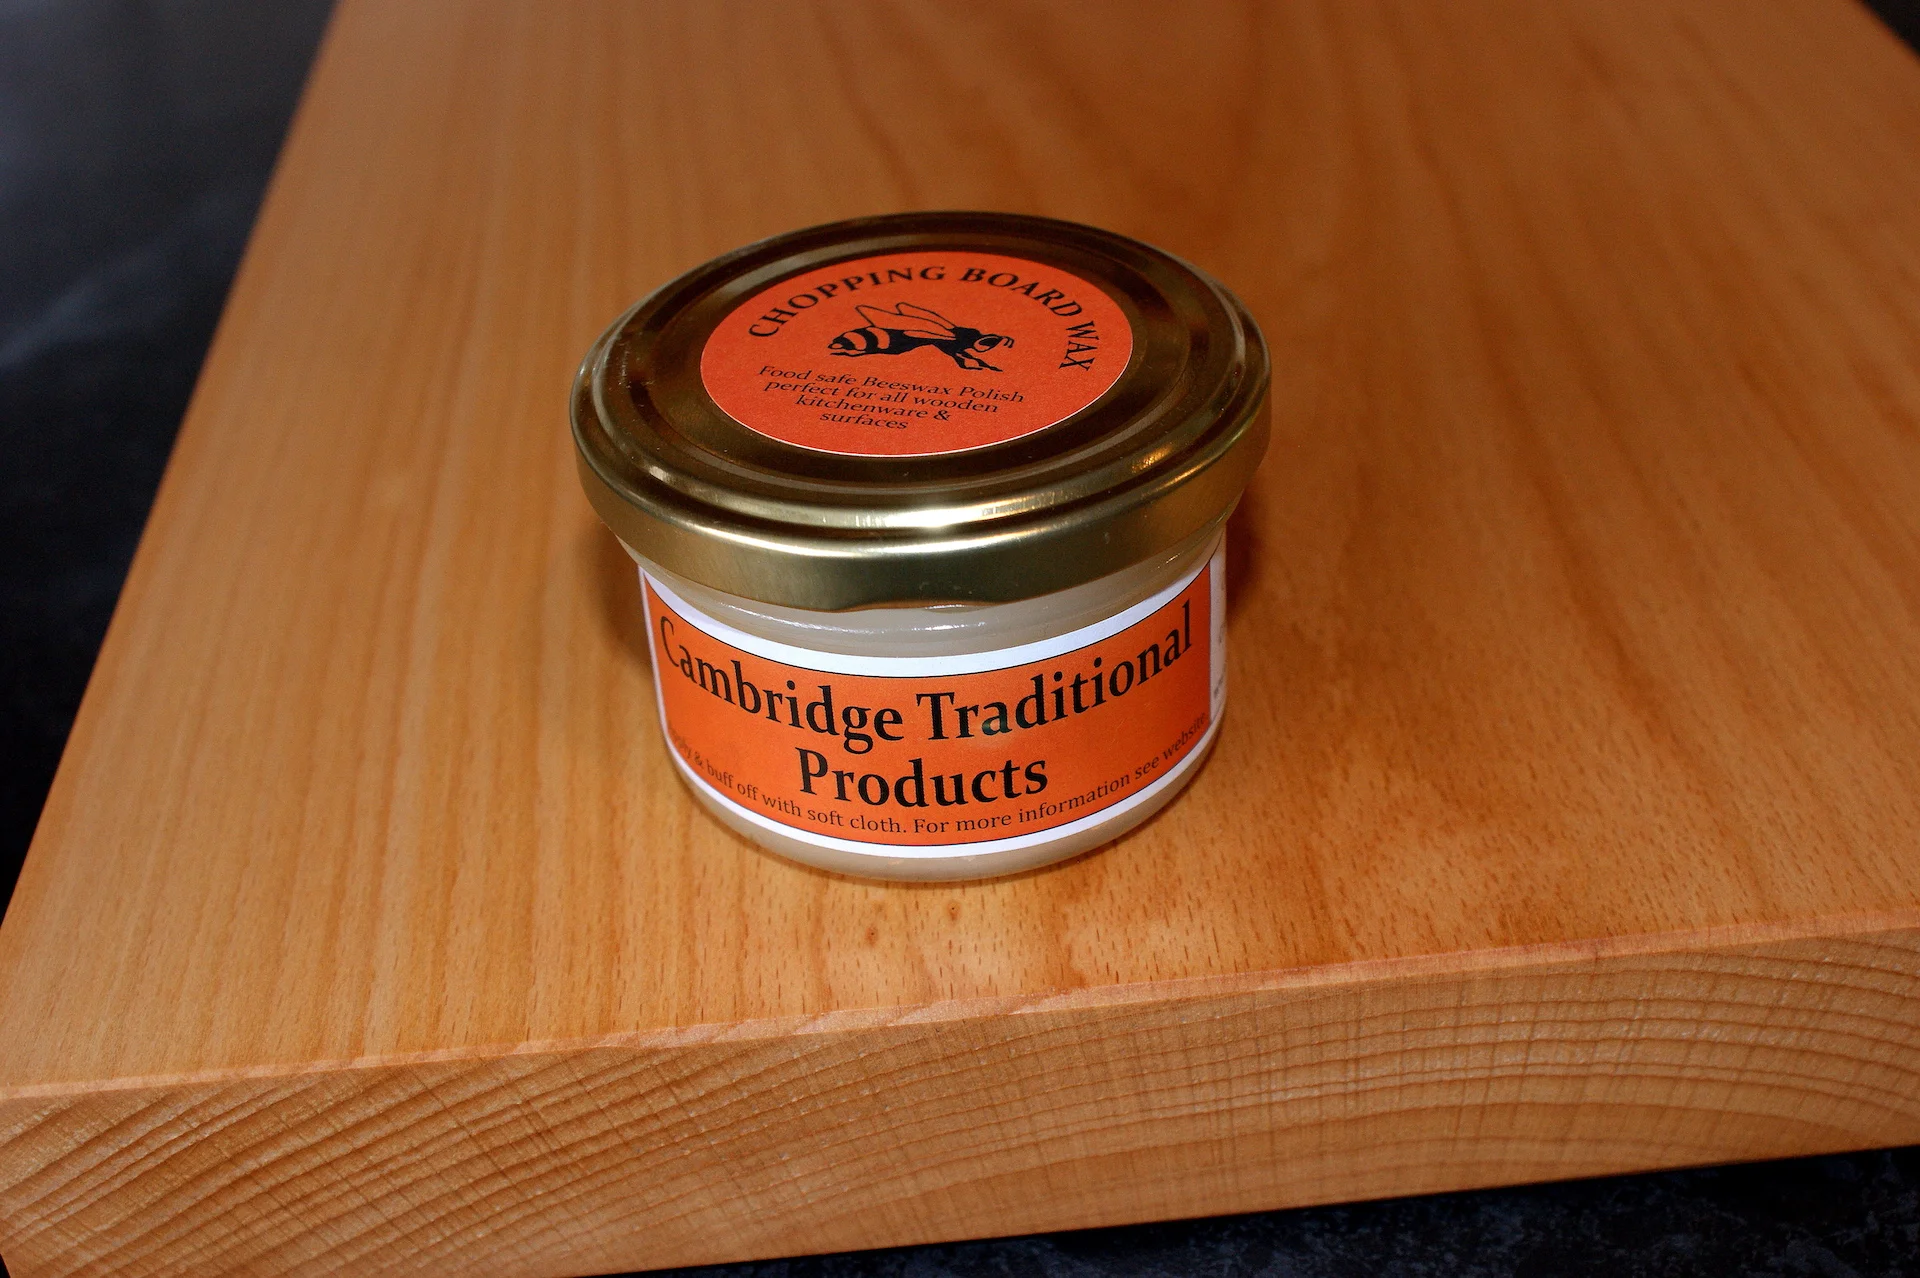 CHOPPING BOARD WAX
Food safe Beeswax Polish
perfect for all wooden
kitchenware &
surfaces
Cambridge Traditional
Products
& buff off with soft cloth. For more information see website